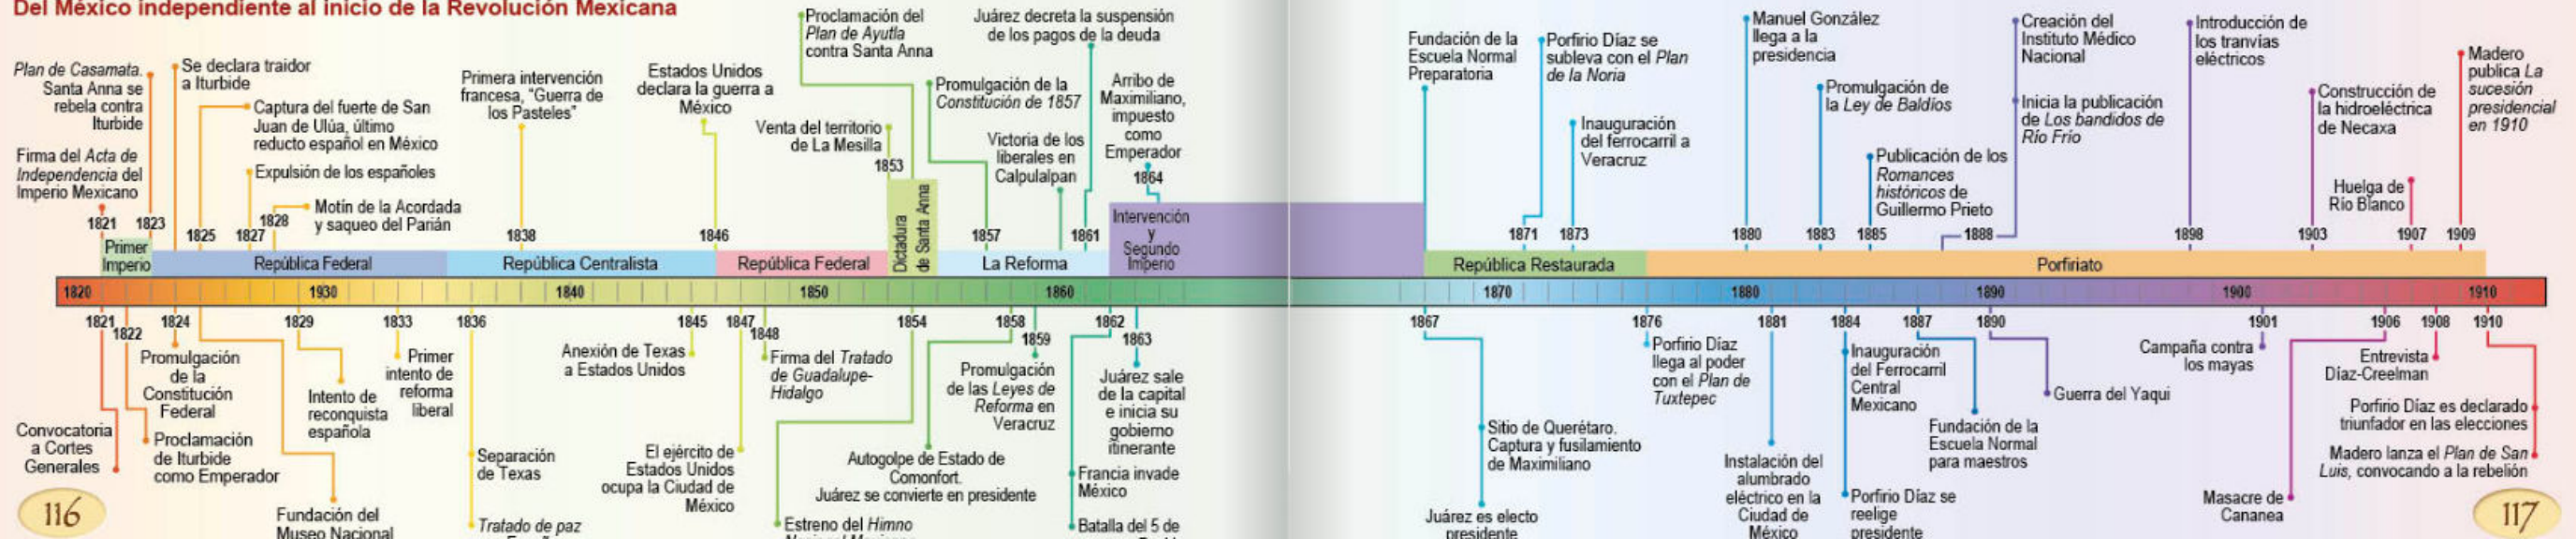 Del México independiente al inicio de la Revolución Mexicana
Plan de Casamata.
Santa Anna se
rebela contra
Iturbide
Se declara traidor
a Iturbide
Captura del fuerte de San
Juan de Ulúa, último
reducto español en México
Firma del Acta de
Independencia del
Imperio Mexicano
Expulsión de los españoles
Motín de la Acordada
y saqueo del Parián
Primera intervención
francesa, "Guerra de
los Pasteles"
Estados Unidos
declara la guerra a
México
Proclamación del
Plan de Ayutla
contra Santa Anna
Venta del territorio
de La Mesilla
Juárez decreta la suspensión
de los pagos de la deuda
Promulgación de la
Constitución de 1857
Victoria de los
liberales en
Calpulalpan
Arribo de
Maximiliano,
impuesto
como
Emperador
1821
1823
1825
1827
1828
1838
1846
1853
1857
1861
1864
Primer
Imperio
República Federal
República Centralista
República Federal
Dictadura
de Santa Anna
La Reforma
Intervención
y
Segundo
Imperio
1820
1930
1840
1850
1860
1821
1822
1824
1829
1833
1836
1845
1847
1848
1854
1858
1859
1862
1863
Convocatoria
a Cortes
Generales
Promulgación
de la
Constitución
Federal
Proclamación
de Iturbide
como Emperador
Fundación del
Museo Nacional
Intento de
reconquista
española
Primer
intento de
reforma
liberal
Separación
de Texas
Tratado de paz
Anexión de Texas
a Estados Unidos
El ejército de
Estados Unidos
ocupa la Ciudad de
México
Firma del Tratado
de Guadalupe-
Hidalgo
Estreno del Himno
Nacional Mexicano
Autogolpe de Estado de
Comonfort.
Juárez se convierte en presidente
Promulgación
de las Leyes de
Reforma en
Veracruz
Juárez sale
de la capital
e inicia su
gobierno
itinerante
Francia invade
México
Batalla del 5 de
116
Fundación de la
Escuela Normal
Preparatoria
Porfirio Díaz se
subleva con el Plan
de la Noria
Inauguración
del ferrocarril a
Veracruz
Manuel González
llega a la
presidencia
Promulgación de
la Ley de Baldíos
Publicación de los
Romances
históricos de
Guillermo Prieto
Creación del
Instituto Médico
Nacional
Inicia la publicación
de Los bandidos de
Río Frío
Introducción de
los tranvías
eléctricos
Construcción de
la hidroeléctrica
de Necaxa
Huelga de
Río Blanco
Madero
publica La
sucesión
presidencial
en 1910
1871
1873
1880
1883
1885
1888
1898
1903
1907
1909
República Restaurada
Porfiriato
1870
1880
1890
1900
1910
1867
1876
1881
1884
1887
1890
1901
1906
1908
1910
Sitio de Querétaro.
Captura y fusilamiento
de Maximiliano
Juárez es electo
presidente
Porfirio Díaz
llega al poder
con el Plan de
Tuxtepec
Instalación del
alumbrado
eléctrico en la
Ciudad de
México
Inauguración
del Ferrocarril
Central
Mexicano
Porfirio Díaz se
reelige
presidente
Fundación de la
Escuela Normal
para maestros
Guerra del Yaqui
Campaña contra
los mayas
Masacre de
Cananea
Entrevista
Díaz-Creelman
Porfirio Díaz es declarado
triunfador en las elecciones
Madero lanza el Plan de San
Luis, convocando a la rebelión
117